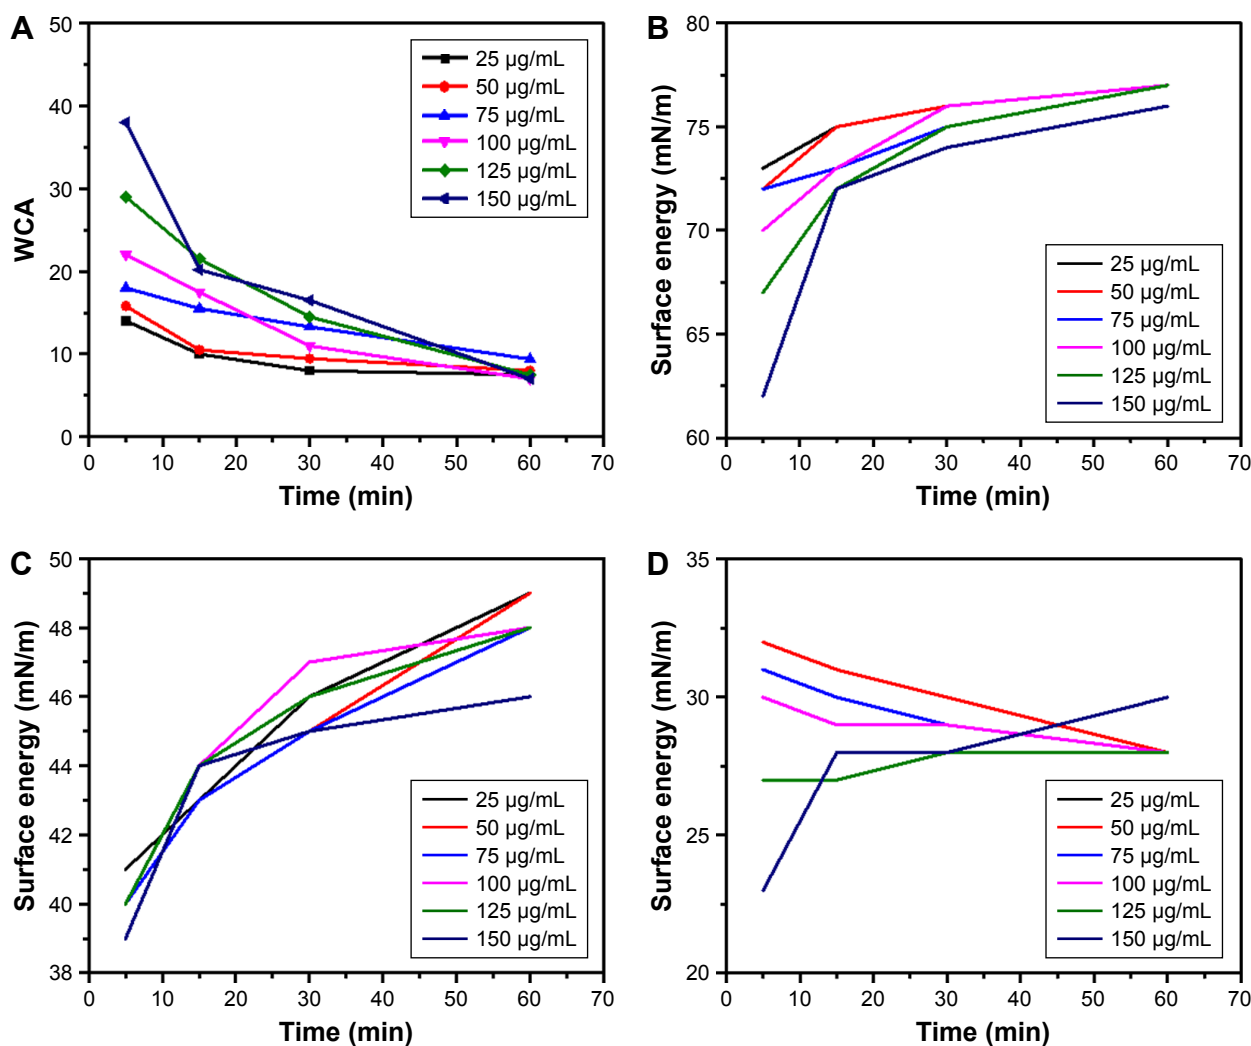 A
50
40
30
20
10
0
WCA
25 µg/mL
50 µg/mL
75 µg/mL
100 µg/mL
125 µg/mL
150 µg/mL
0 10 20 30 40 50 60 70
Time (min)
B
80
75
70
65
60
Surface energy (mN/m)
25 µg/mL
50 µg/mL
75 µg/mL
100 µg/mL
125 µg/mL
150 µg/mL
0 10 20 30 40 50 60 70
Time (min)
C
50
48
46
44
42
40
38
Surface energy (mN/m)
25 µg/mL
50 µg/mL
75 µg/mL
100 µg/mL
125 µg/mL
150 µg/mL
0 10 20 30 40 50 60 70
Time (min)
D
35
30
25
20
Surface energy (mN/m)
25 µg/mL
50 µg/mL
75 µg/mL
100 µg/mL
125 µg/mL
150 µg/mL
0 10 20 30 40 50 60 70
Time (min)